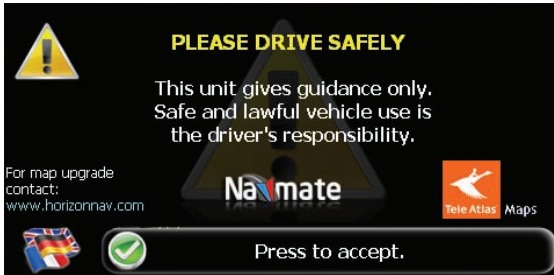 PLEASE DRIVE SAFELY
This unit gives guidance only.
Safe and lawful vehicle use is
the driver's responsibility.
For map upgrade
contact:
www.horizonnav.com
Navmate
Tele Atlas Maps
Press to accept.